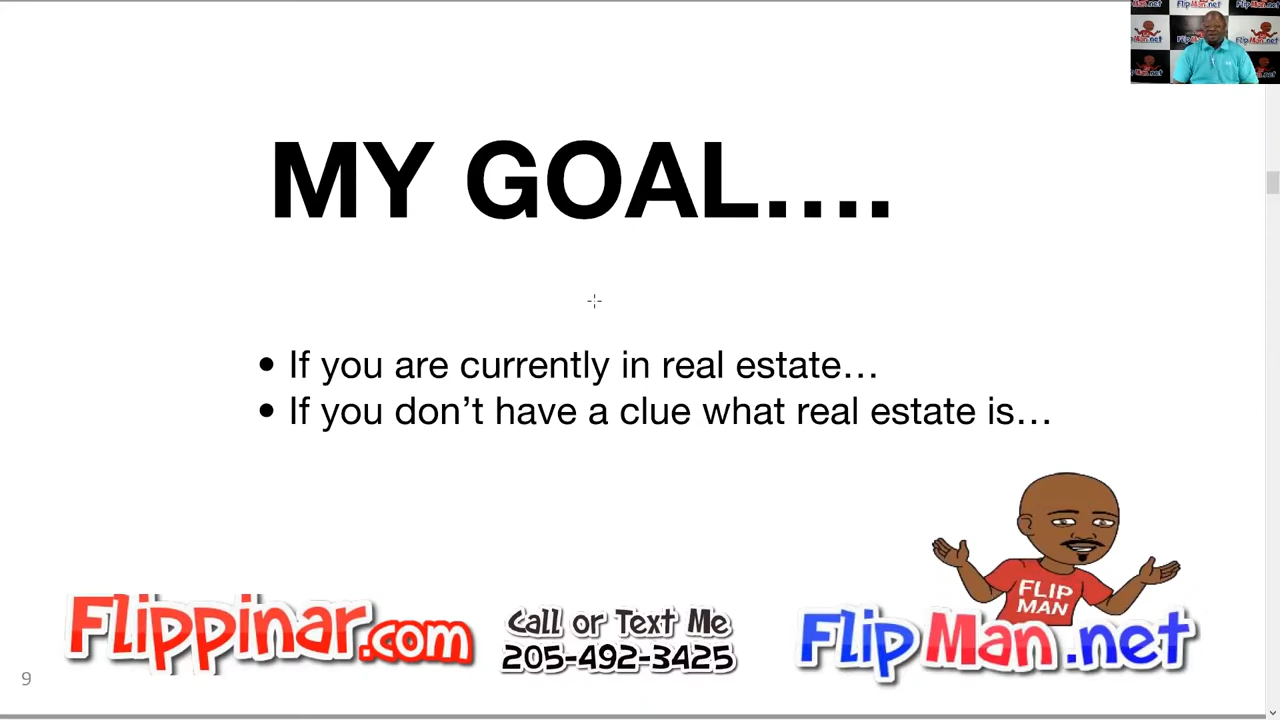 MY GOAL....
• If you are currently in real estate…
• If you don’t have a clue what real estate is…
FLIP
MAN
Flippinar.com
Call or Text Me
205-492-3425
FlipMan.net
9